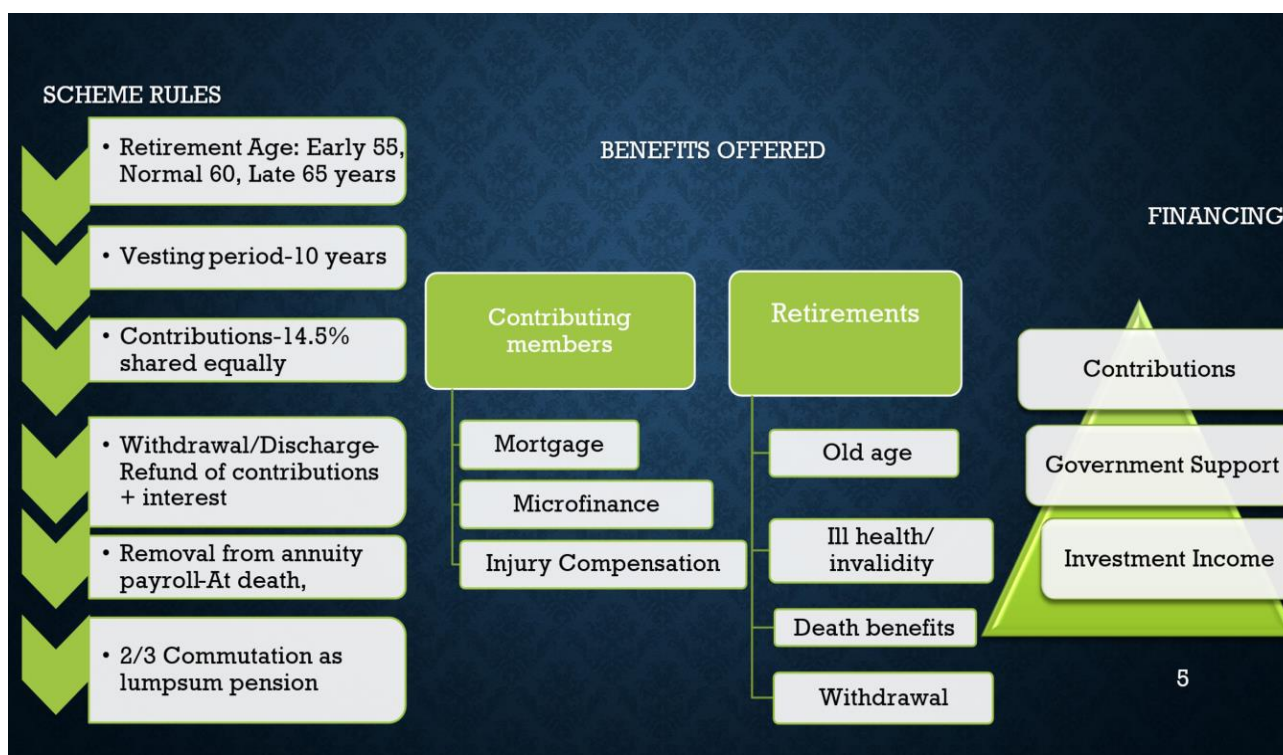 SCHEME RULES
• Retirement Age: Early 55,
Normal 60, Late 65 years
• Vesting period-10 years
• Contributions-14.5%
shared equally
• Withdrawal/Discharge-
Refund of contributions
+ interest
• Removal from annuity
payroll-At death,
• 2/3 Commutation as
lumpsum pension
BENEFITS OFFERED
Contributing
members
Mortgage
Microfinance
Injury Compensation
Retirements
Old age
Ill health/
invalidity
Death benefits
Withdrawal
FINANCING
Contributions
Government Support
Investment Income
5